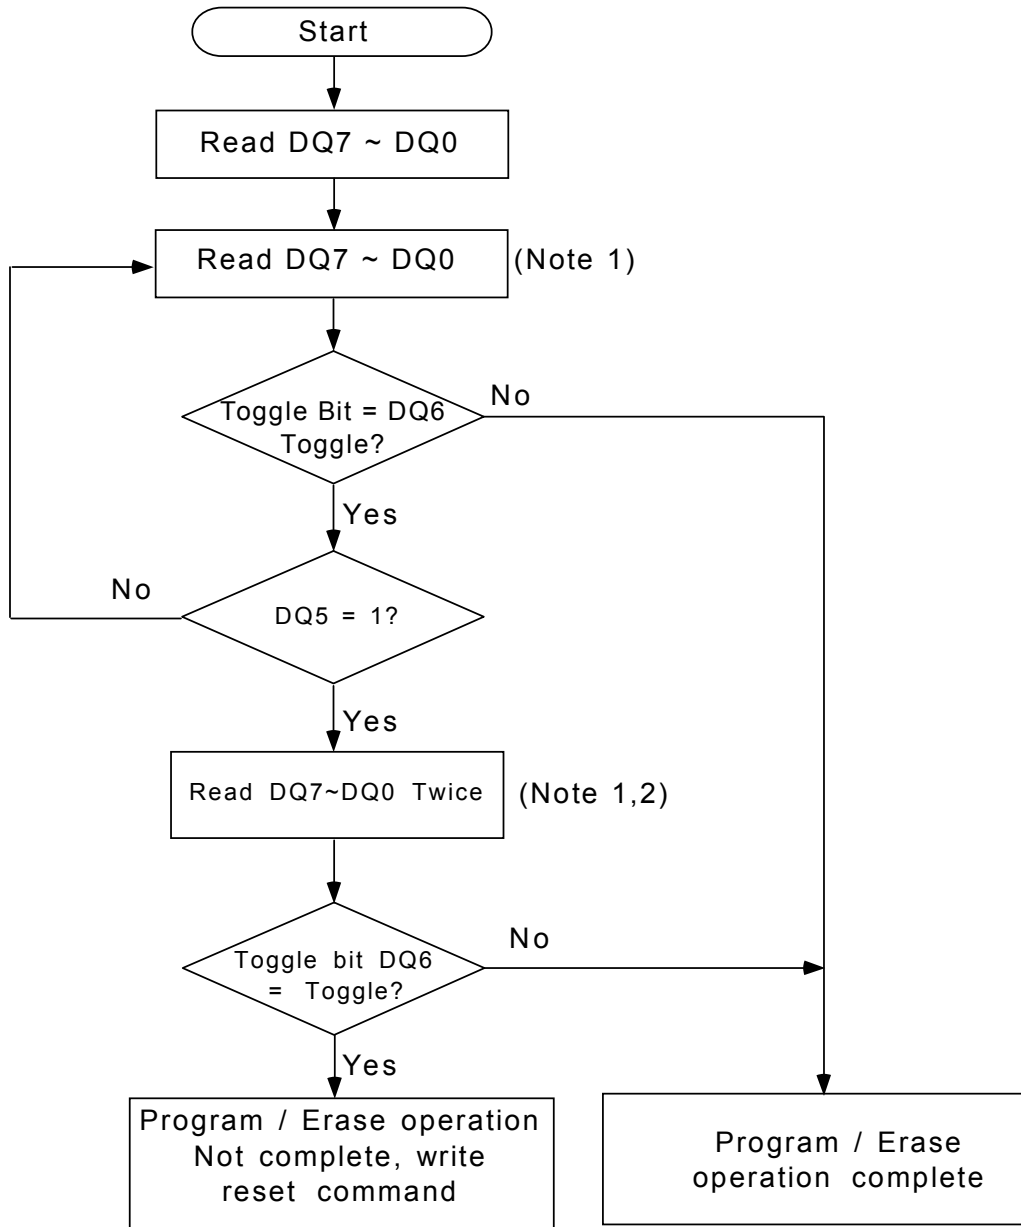 Start
Read DQ7 ~ DQ0
Read DQ7 ~ DQ0
(Note 1)
Toggle Bit = DQ6
Toggle?
No
Yes
DQ5 = 1?
No
Yes
Read DQ7~DQ0 Twice
(Note 1,2)
Toggle bit DQ6
= Toggle?
No
Yes
Program / Erase operation
Not complete, write
reset command
Program / Erase
operation complete